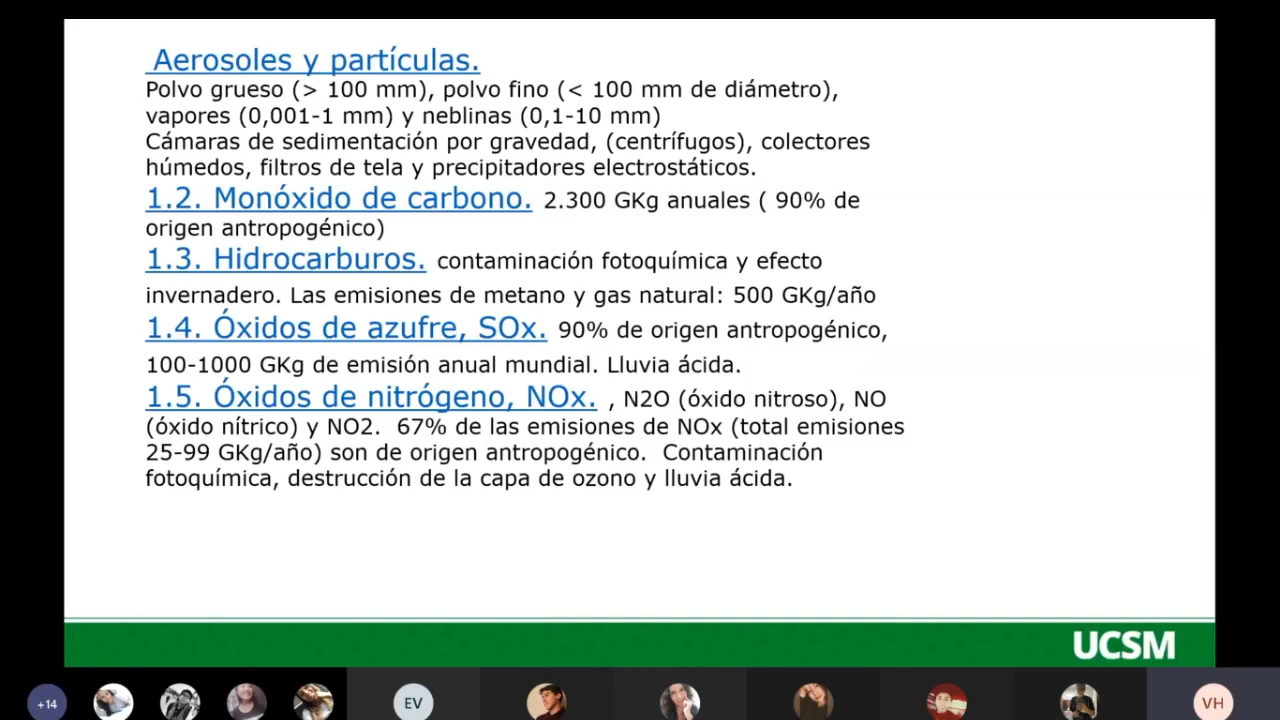 Aerosoles y partículas.
Polvo grueso (> 100 mm), polvo fino (< 100 mm de diámetro),
vapores (0,001-1 mm) y neblinas (0,1-10 mm)
Cámaras de sedimentación por gravedad, (centrífugos), colectores
húmedos, filtros de tela y precipitadores electrostáticos.
1.2. Monóxido de carbono. 2.300 GKg anuales ( 90% de
origen antropogénico)
1.3. Hidrocarburos. contaminación fotoquímica y efecto
invernadero. Las emisiones de metano y gas natural: 500 GKg/año
1.4. Óxidos de azufre, SOx. 90% de origen antropogénico,
100-1000 GKg de emisión anual mundial. Lluvia ácida.
1.5. Óxidos de nitrógeno, NOx. , N2O (óxido nitroso), NO
(óxido nítrico) y NO2. 67% de las emisiones de NOx (total emisiones
25-99 GKg/año) son de origen antropogénico. Contaminación
fotoquímica, destrucción de la capa de ozono y lluvia ácida.
UCSM
+14
EV
VH